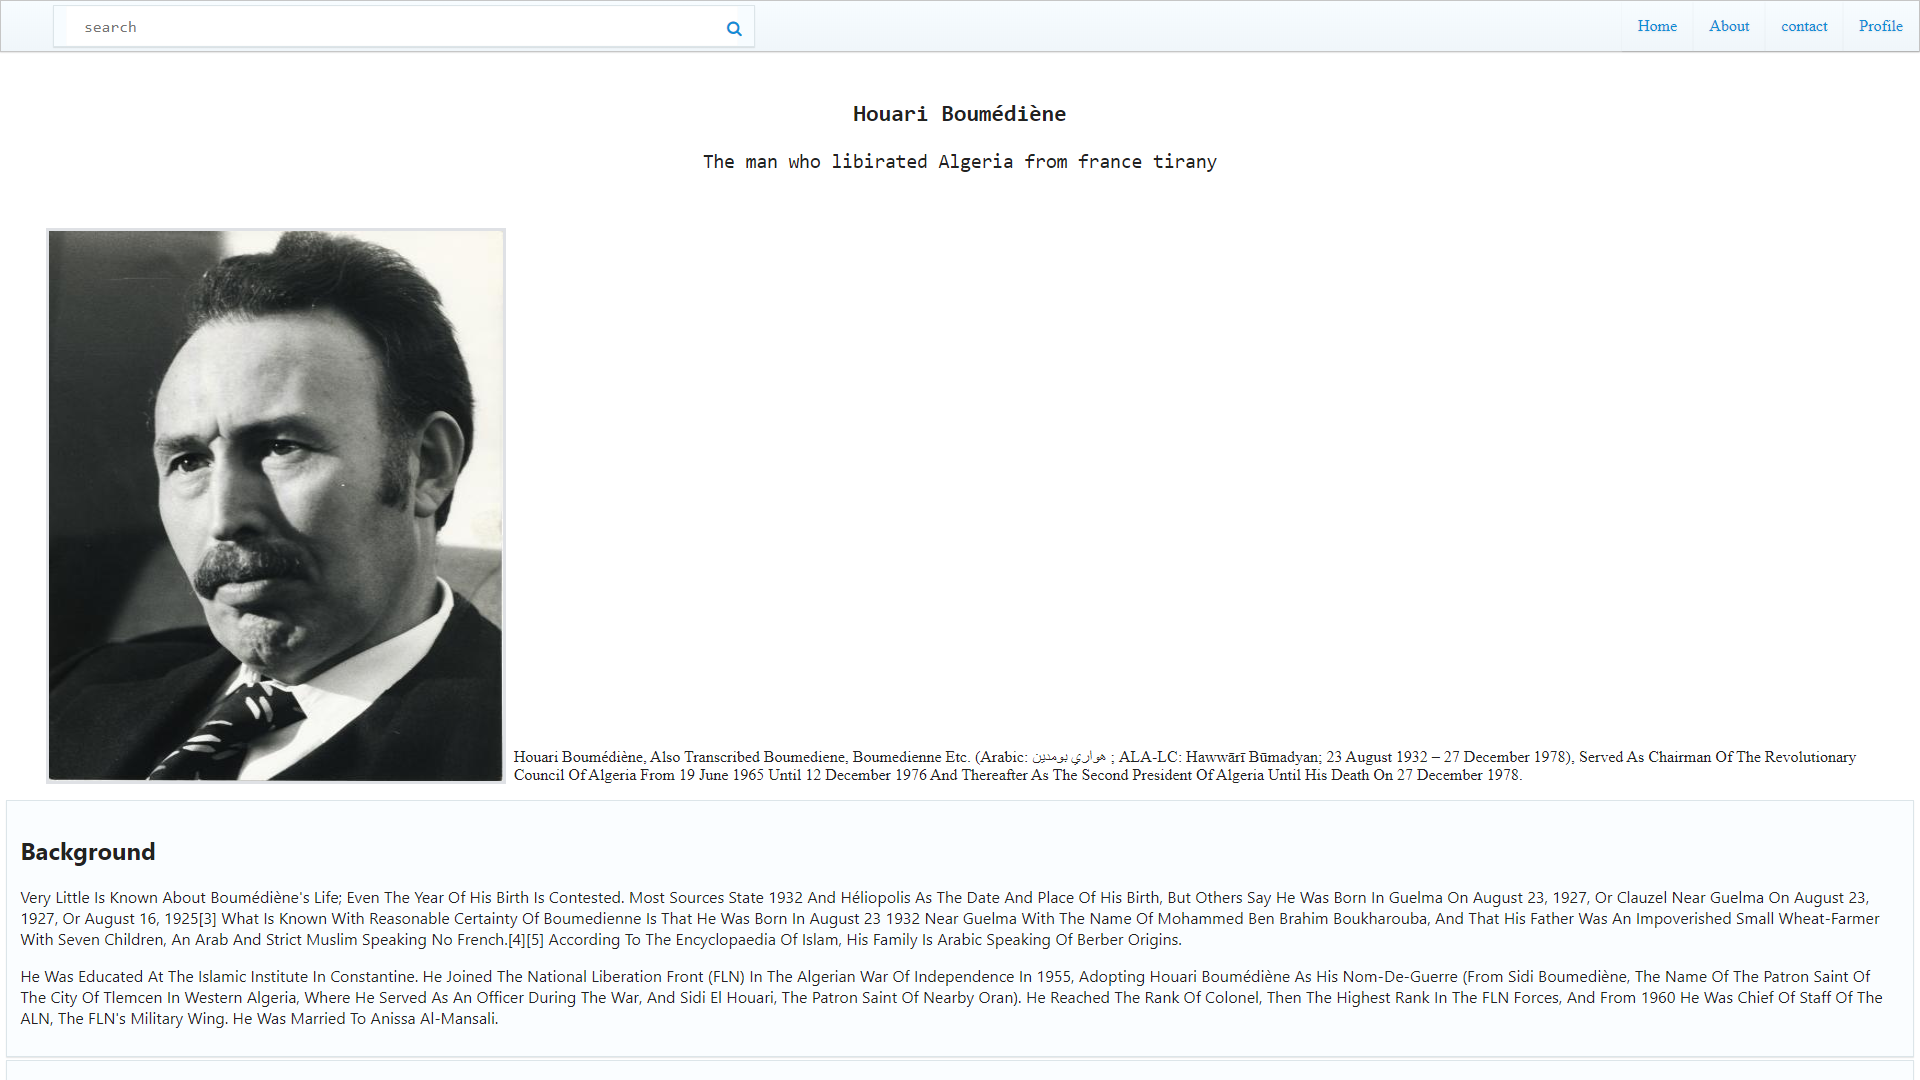 search
Home
About
contact
Profile
Houari Boumédiène
The man who libirated Algeria from france tirany
Houari Boumédiène, Also Transcribed Boumediene, Boumedienne Etc. (Arabic: هواري بومدين ; ALA-LC: Hawwārī Būmadyan; 23 August 1932 – 27 December 1978), Served As Chairman Of The Revolutionary
Council Of Algeria From 19 June 1965 Until 12 December 1976 And Thereafter As The Second President Of Algeria Until His Death On 27 December 1978.
Background
Very Little Is Known About Boumédiène's Life; Even The Year Of His Birth Is Contested. Most Sources State 1932 And Héliopolis As The Date And Place Of His Birth, But Others Say He Was Born In Guelma On August 23, 1927, Or Clauzel Near Guelma On August 23,
1927, Or August 16, 1925[3] What Is Known With Reasonable Certainty Of Boumedienne Is That He Was Born In August 23 1932 Near Guelma With The Name Of Mohammed Ben Brahim Boukharouba, And That His Father Was An Impoverished Small Wheat-Farmer
With Seven Children, An Arab And Strict Muslim Speaking No French.[4][5] According To The Encyclopaedia Of Islam, His Family Is Arabic Speaking Of Berber Origins.
He Was Educated At The Islamic Institute In Constantine. He Joined The National Liberation Front (FLN) In The Algerian War Of Independence In 1955, Adopting Houari Boumédiène As His Nom-De-Guerre (From Sidi Boumediène, The Name Of The Patron Saint Of
The City Of Tlemcen In Western Algeria, Where He Served As An Officer During The War, And Sidi El Houari, The Patron Saint Of Nearby Oran). He Reached The Rank Of Colonel, Then The Highest Rank In The FLN Forces, And From 1960 He Was Chief Of Staff Of The
ALN, The FLN's Military Wing. He Was Married To Anissa Al-Mansali.